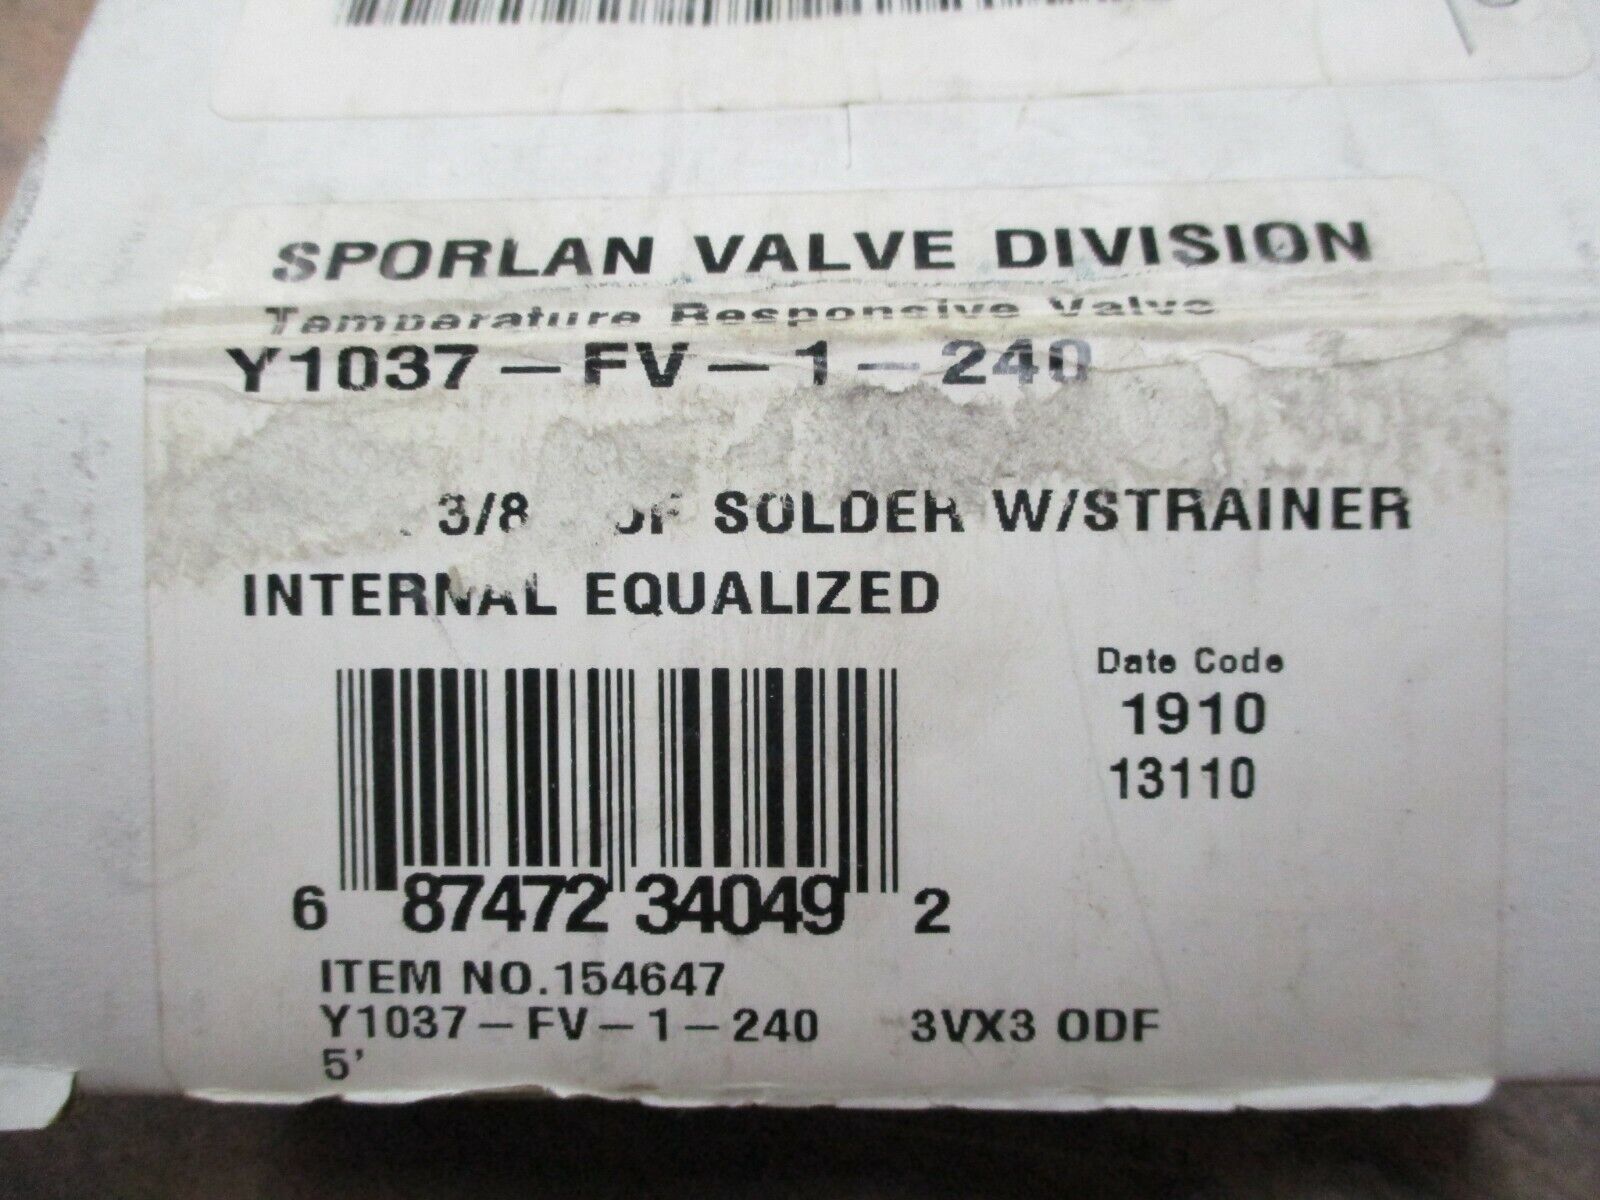 SPORLAN VALVE DIVISION
Temperature Responsive Valve
Y1037-FV-1-240
3/8 SOLDER W/STRAINER
INTERNAL EQUALIZED
Date Code
1910
13110
6 87472 34049 2
ITEM NO.154647
Y1037-FV-1-240 3VX3 ODF
5'